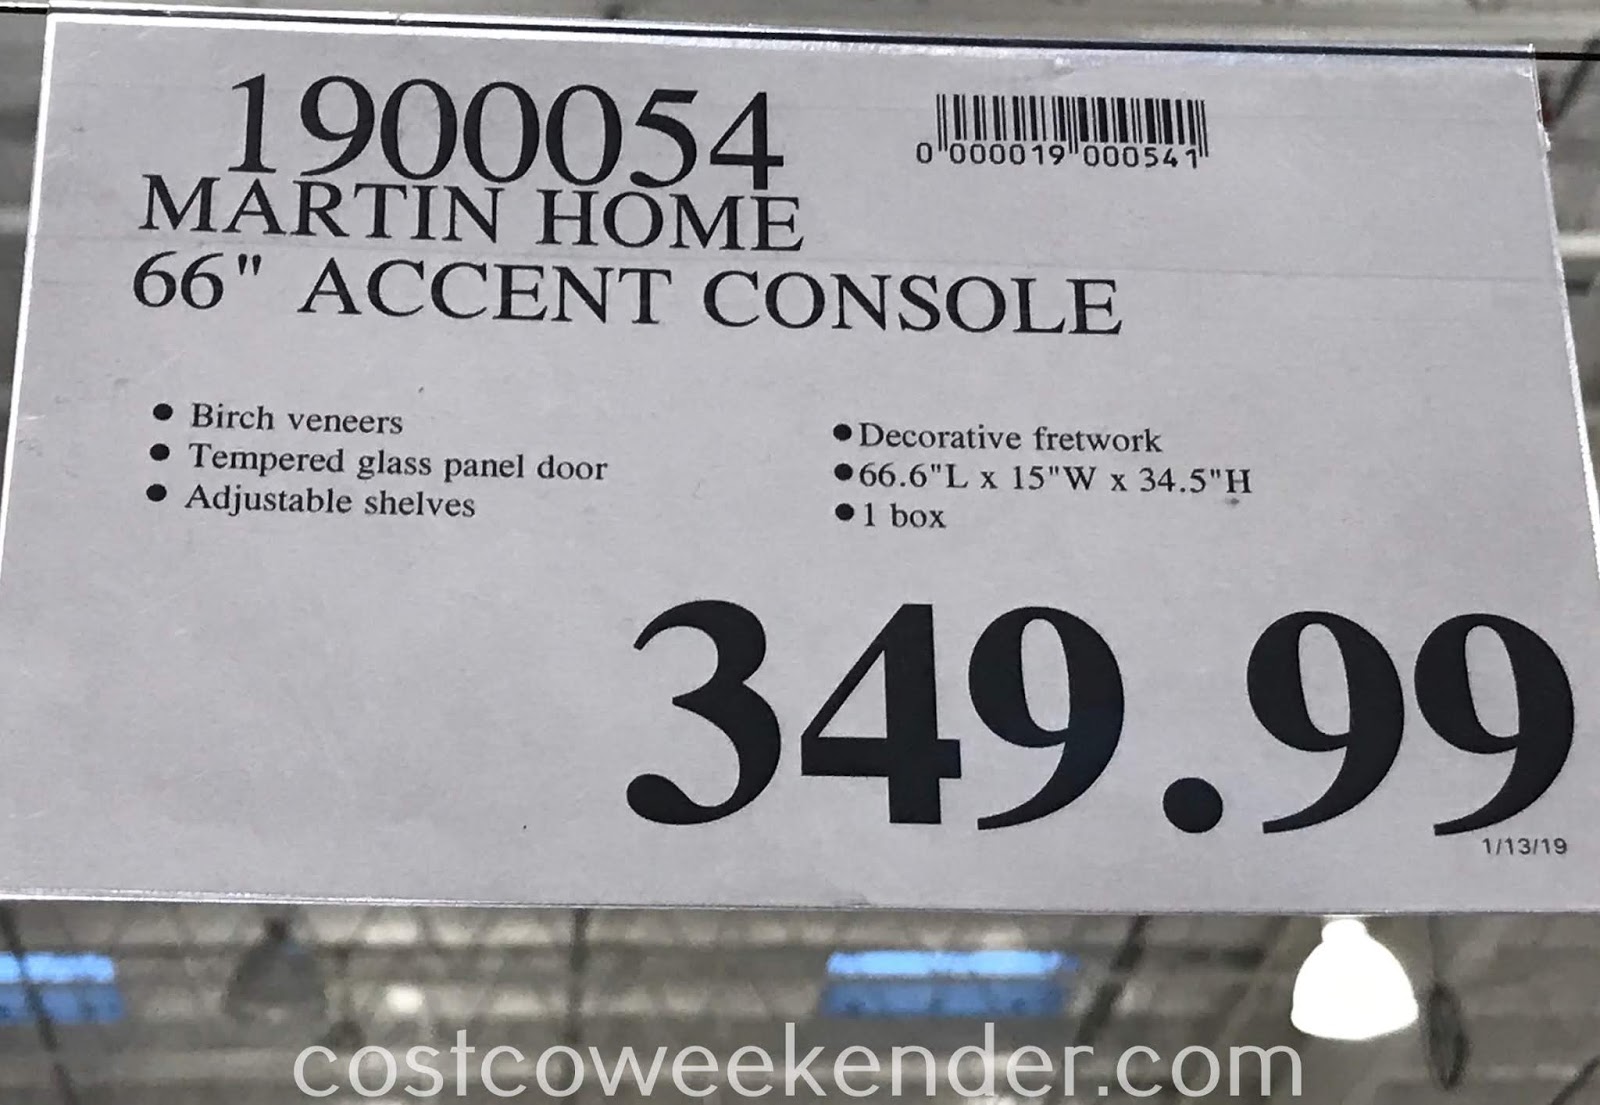 1900054
0 000019 000541
MARTIN HOME
66" ACCENT CONSOLE
● Birch veneers
● Tempered glass panel door
● Adjustable shelves
● Decorative fretwork
● 66.6"L x 15"W x 34.5"H
● 1 box
349.99
1/13/19
costcoweekender.com